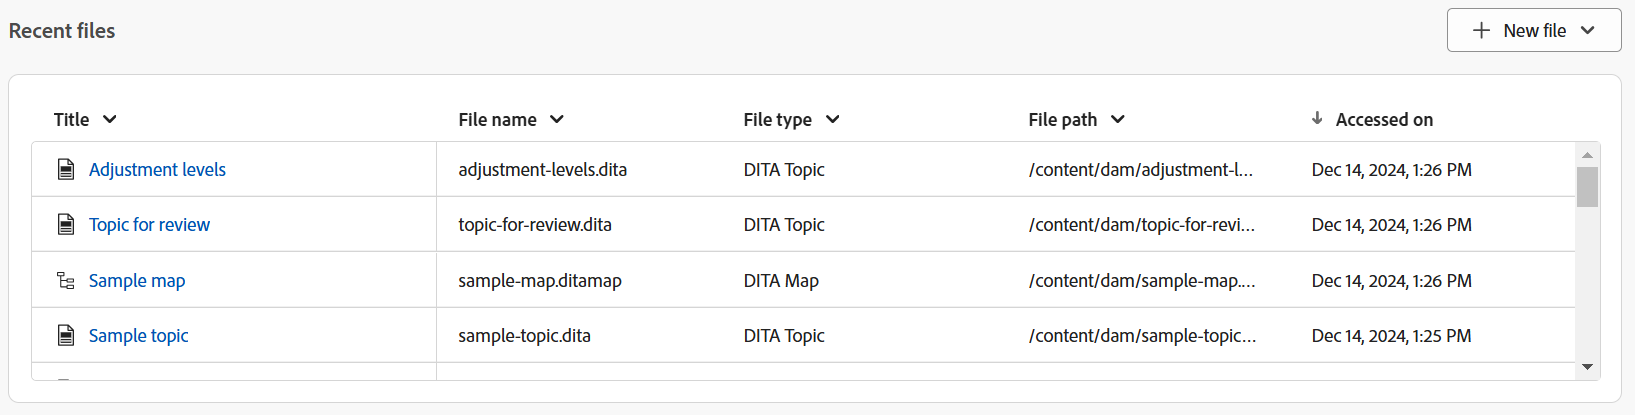 Recent files
New file
Title File name File type File path Accessed on
Adjustment levels adjustment-levels.dita DITA Topic /content/dam/adjustment-l... Dec 14, 2024, 1:26 PM
Topic for review topic-for-review.dita DITA Topic /content/dam/topic-for-revi... Dec 14, 2024, 1:26 PM
Sample map sample-map.ditamap DITA Map /content/dam/sample-map.... Dec 14, 2024, 1:26 PM
Sample topic sample-topic.dita DITA Topic /content/dam/sample-topic... Dec 14, 2024, 1:25 PM